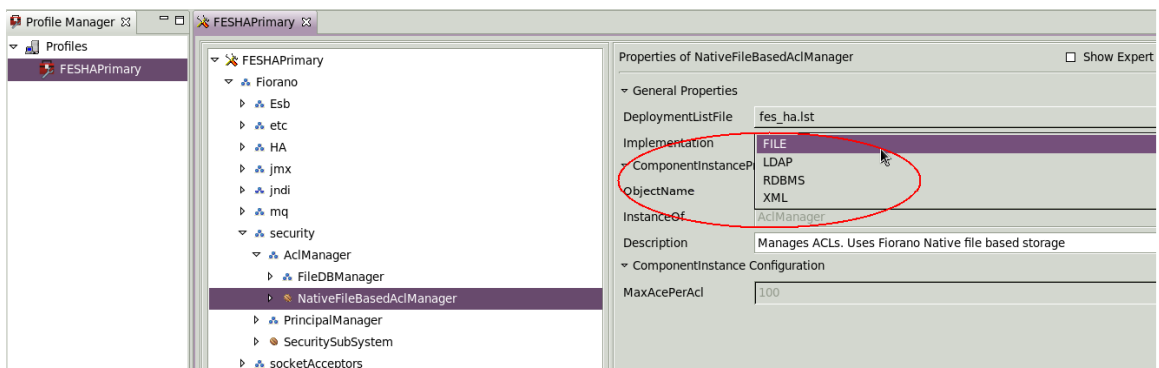 Profile Manager
Profiles
FESHAPrimary
FESHAPrimary
FESHAPrimary
Fiorano
Esb
etc
HA
jmx
jndi
mq
security
AclManager
FileDBManager
NativeFileBasedAclManager
PrincipalManager
SecuritySubSystem
socketAcceptors
Properties of NativeFileBasedAclManager
Show Expert
General Properties
DeploymentListFile fes_ha.lst
Implementation FILE
LDAP
RDBMS
XML
ComponentInstanceP
ObjectName
InstanceOf AclManager
Description Manages ACLs. Uses Fiorano Native file based storage
ComponentInstance Configuration
MaxAcePerAcl 100